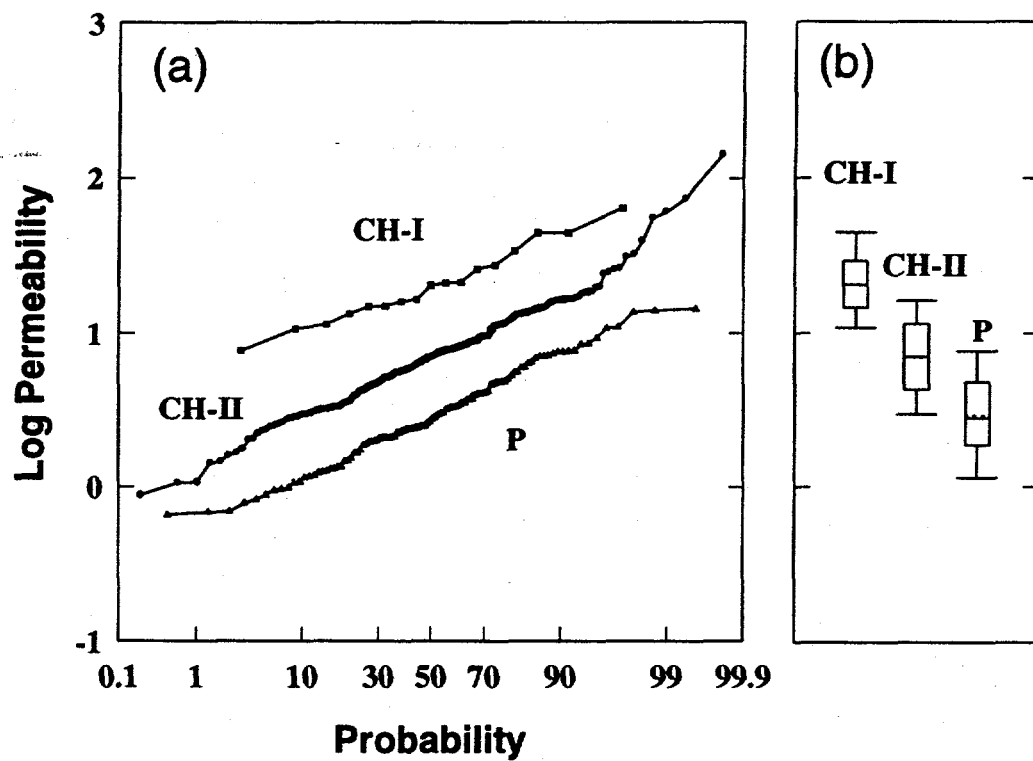 3
(a)
(b)
2
CH-I
CH-I
CH-II
1
P
CH-II
P
0
-1
0.1 1 10 30 50 70 90 99 99.9
Log Permeability
Probability